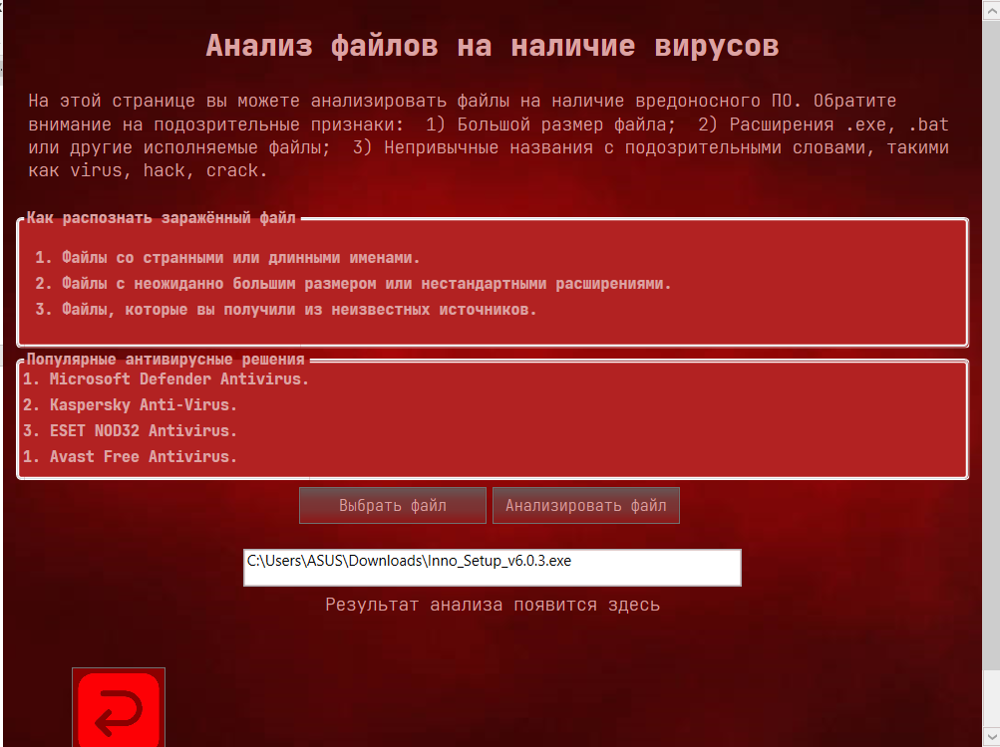 Анализ файлов на наличие вирусов
На этой странице вы можете анализировать файлы на наличие вредоносного ПО. Обратите
внимание на подозрительные признаки: 1) Большой размер файла; 2) Расширения .exe, .bat
или другие исполняемые файлы; 3) Непривычные названия с подозрительными словами, такими
как virus, hack, crack.
Как распознать заражённый файл
1. Файлы со странными или длинными именами.
2. Файлы с неожиданно большим размером или нестандартными расширениями.
3. Файлы, которые вы получили из неизвестных источников.
Популярные антивирусные решения
1. Microsoft Defender Antivirus.
2. Kaspersky Anti-Virus.
3. ESET NOD32 Antivirus.
1. Avast Free Antivirus.
Выбрать файл Анализировать файл
C:\Users\ASUS\Downloads\Inno_Setup_v6.0.3.exe
Результат анализа появится здесь